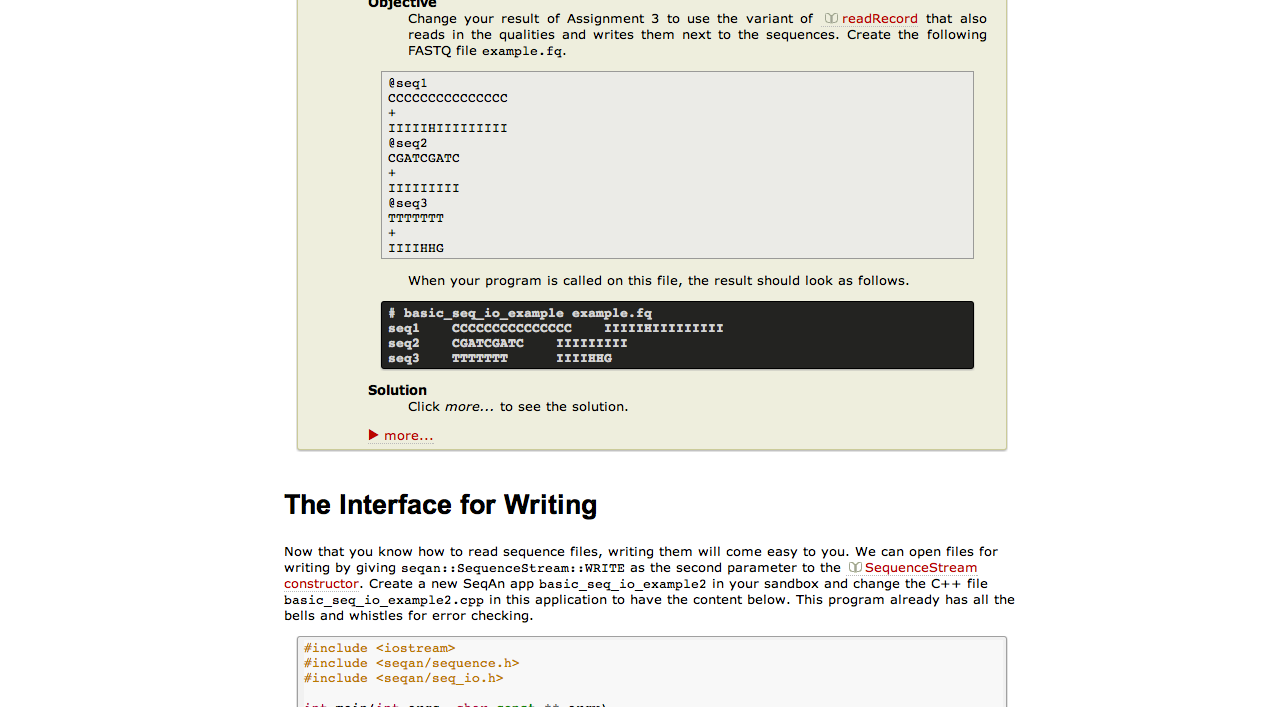 Objective
Change your result of Assignment 3 to use the variant of readRecord that also
reads in the qualities and writes them next to the sequences. Create the following
FASTQ file example.fq.
@seq1
CCCCCCCCCCCCCCC
+
IIIIIHIIIIIIIII
@seq2
CGATCGATC
+
IIIIIIIII
@seq3
TTTTTTT
+
IIIIHHG
When your program is called on this file, the result should look as follows.
# basic_seq_io_example example.fq
seq1    CCCCCCCCCCCCCCC    IIIIIHIIIIIIIII
seq2    CGATCGATC    IIIIIIIII
seq3    TTTTTTT      IIIIHHG
Solution
Click more... to see the solution.
more...
The Interface for Writing
Now that you know how to read sequence files, writing them will come easy to you. We can open files for
writing by giving seqan::SequenceStream::WRITE as the second parameter to the SequenceStream
constructor. Create a new SeqAn app basic_seq_io_example2 in your sandbox and change the C++ file
basic_seq_io_example2.cpp in this application to have the content below. This program already has all the
bells and whistles for error checking.
#include <iostream>
#include <seqan/sequence.h>
#include <seqan/seq_io.h>
int main(int argc, char const ** argv)